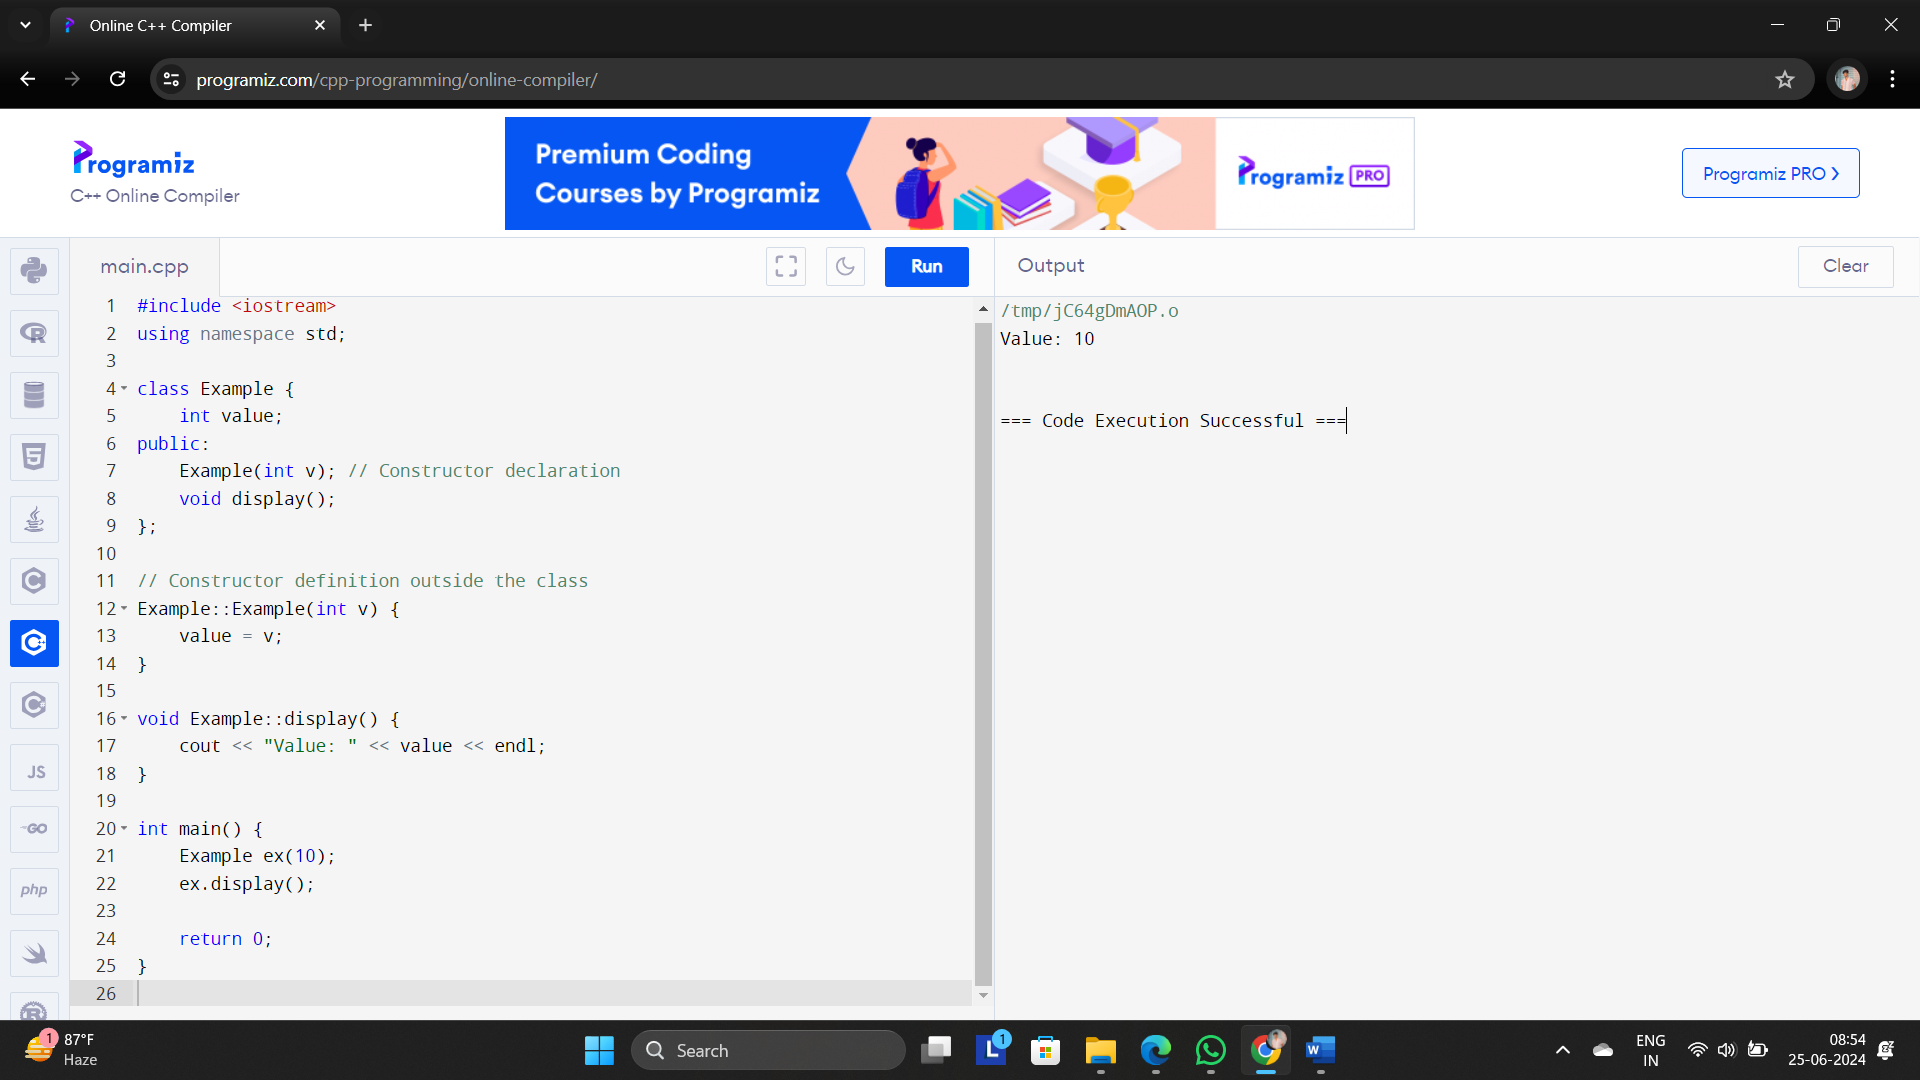 Online C++ Compiler
programiz.com/cpp-programming/online-compiler/
Programiz
C++ Online Compiler
Premium Coding
Courses by Programiz
Programiz PRO
Programiz PRO
main.cpp
Run
Output
Clear
1 #include <iostream>
2 using namespace std;
3
4 class Example {
5     int value;
6 public:
7     Example(int v); // Constructor declaration
8     void display();
9 };
10
11 // Constructor definition outside the class
12 Example::Example(int v) {
13     value = v;
14 }
15
16 void Example::display() {
17     cout << "Value: " << value << endl;
18 }
19
20 int main() {
21     Example ex(10);
22     ex.display();
23
24     return 0;
25 }
26
/tmp/jC64gDmAOP.o
Value: 10
=== Code Execution Successful ===
JS
GO
php
1
87°F
Haze
Search
L
1
W
ENG
IN
08:54
25-06-2024